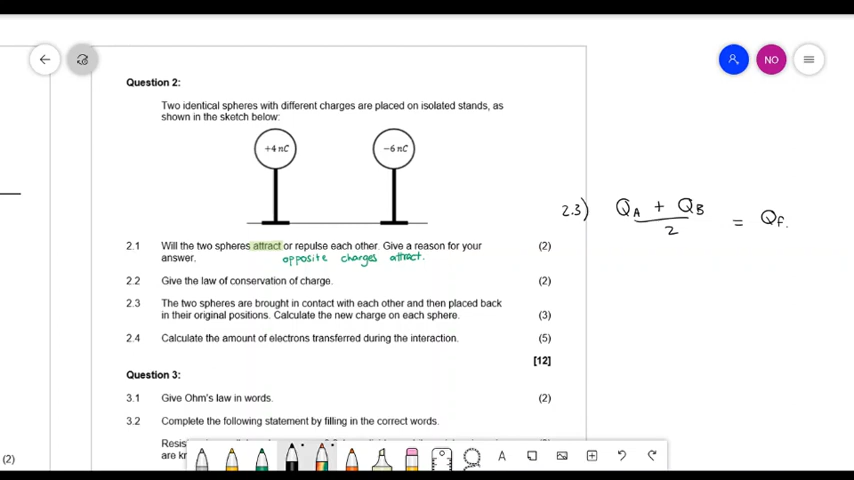 NO
Question 2:
Two identical spheres with different charges are placed on isolated stands, as
shown in the sketch below:
+4 nC
−6 nC
2.3) QA + QB
2
= Qf.
2.1 Will the two spheres attract or repulse each other. Give a reason for your (2)
answer.
opposite charges attract.
2.2 Give the law of conservation of charge. (2)
2.3 The two spheres are brought in contact with each other and then placed back
in their original positions. Calculate the new charge on each sphere. (3)
2.4 Calculate the amount of electrons transferred during the interaction. (5)
[12]
Question 3:
3.1 Give Ohm's law in words. (2)
3.2 Complete the following statement by filling in the correct words.
(2)
are
A